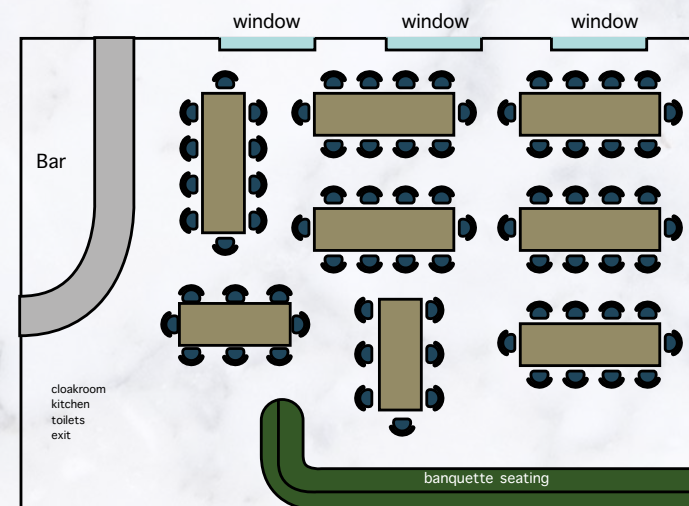 window
window
window
Bar
cloakroom
kitchen
toilets
exit
banquette seating